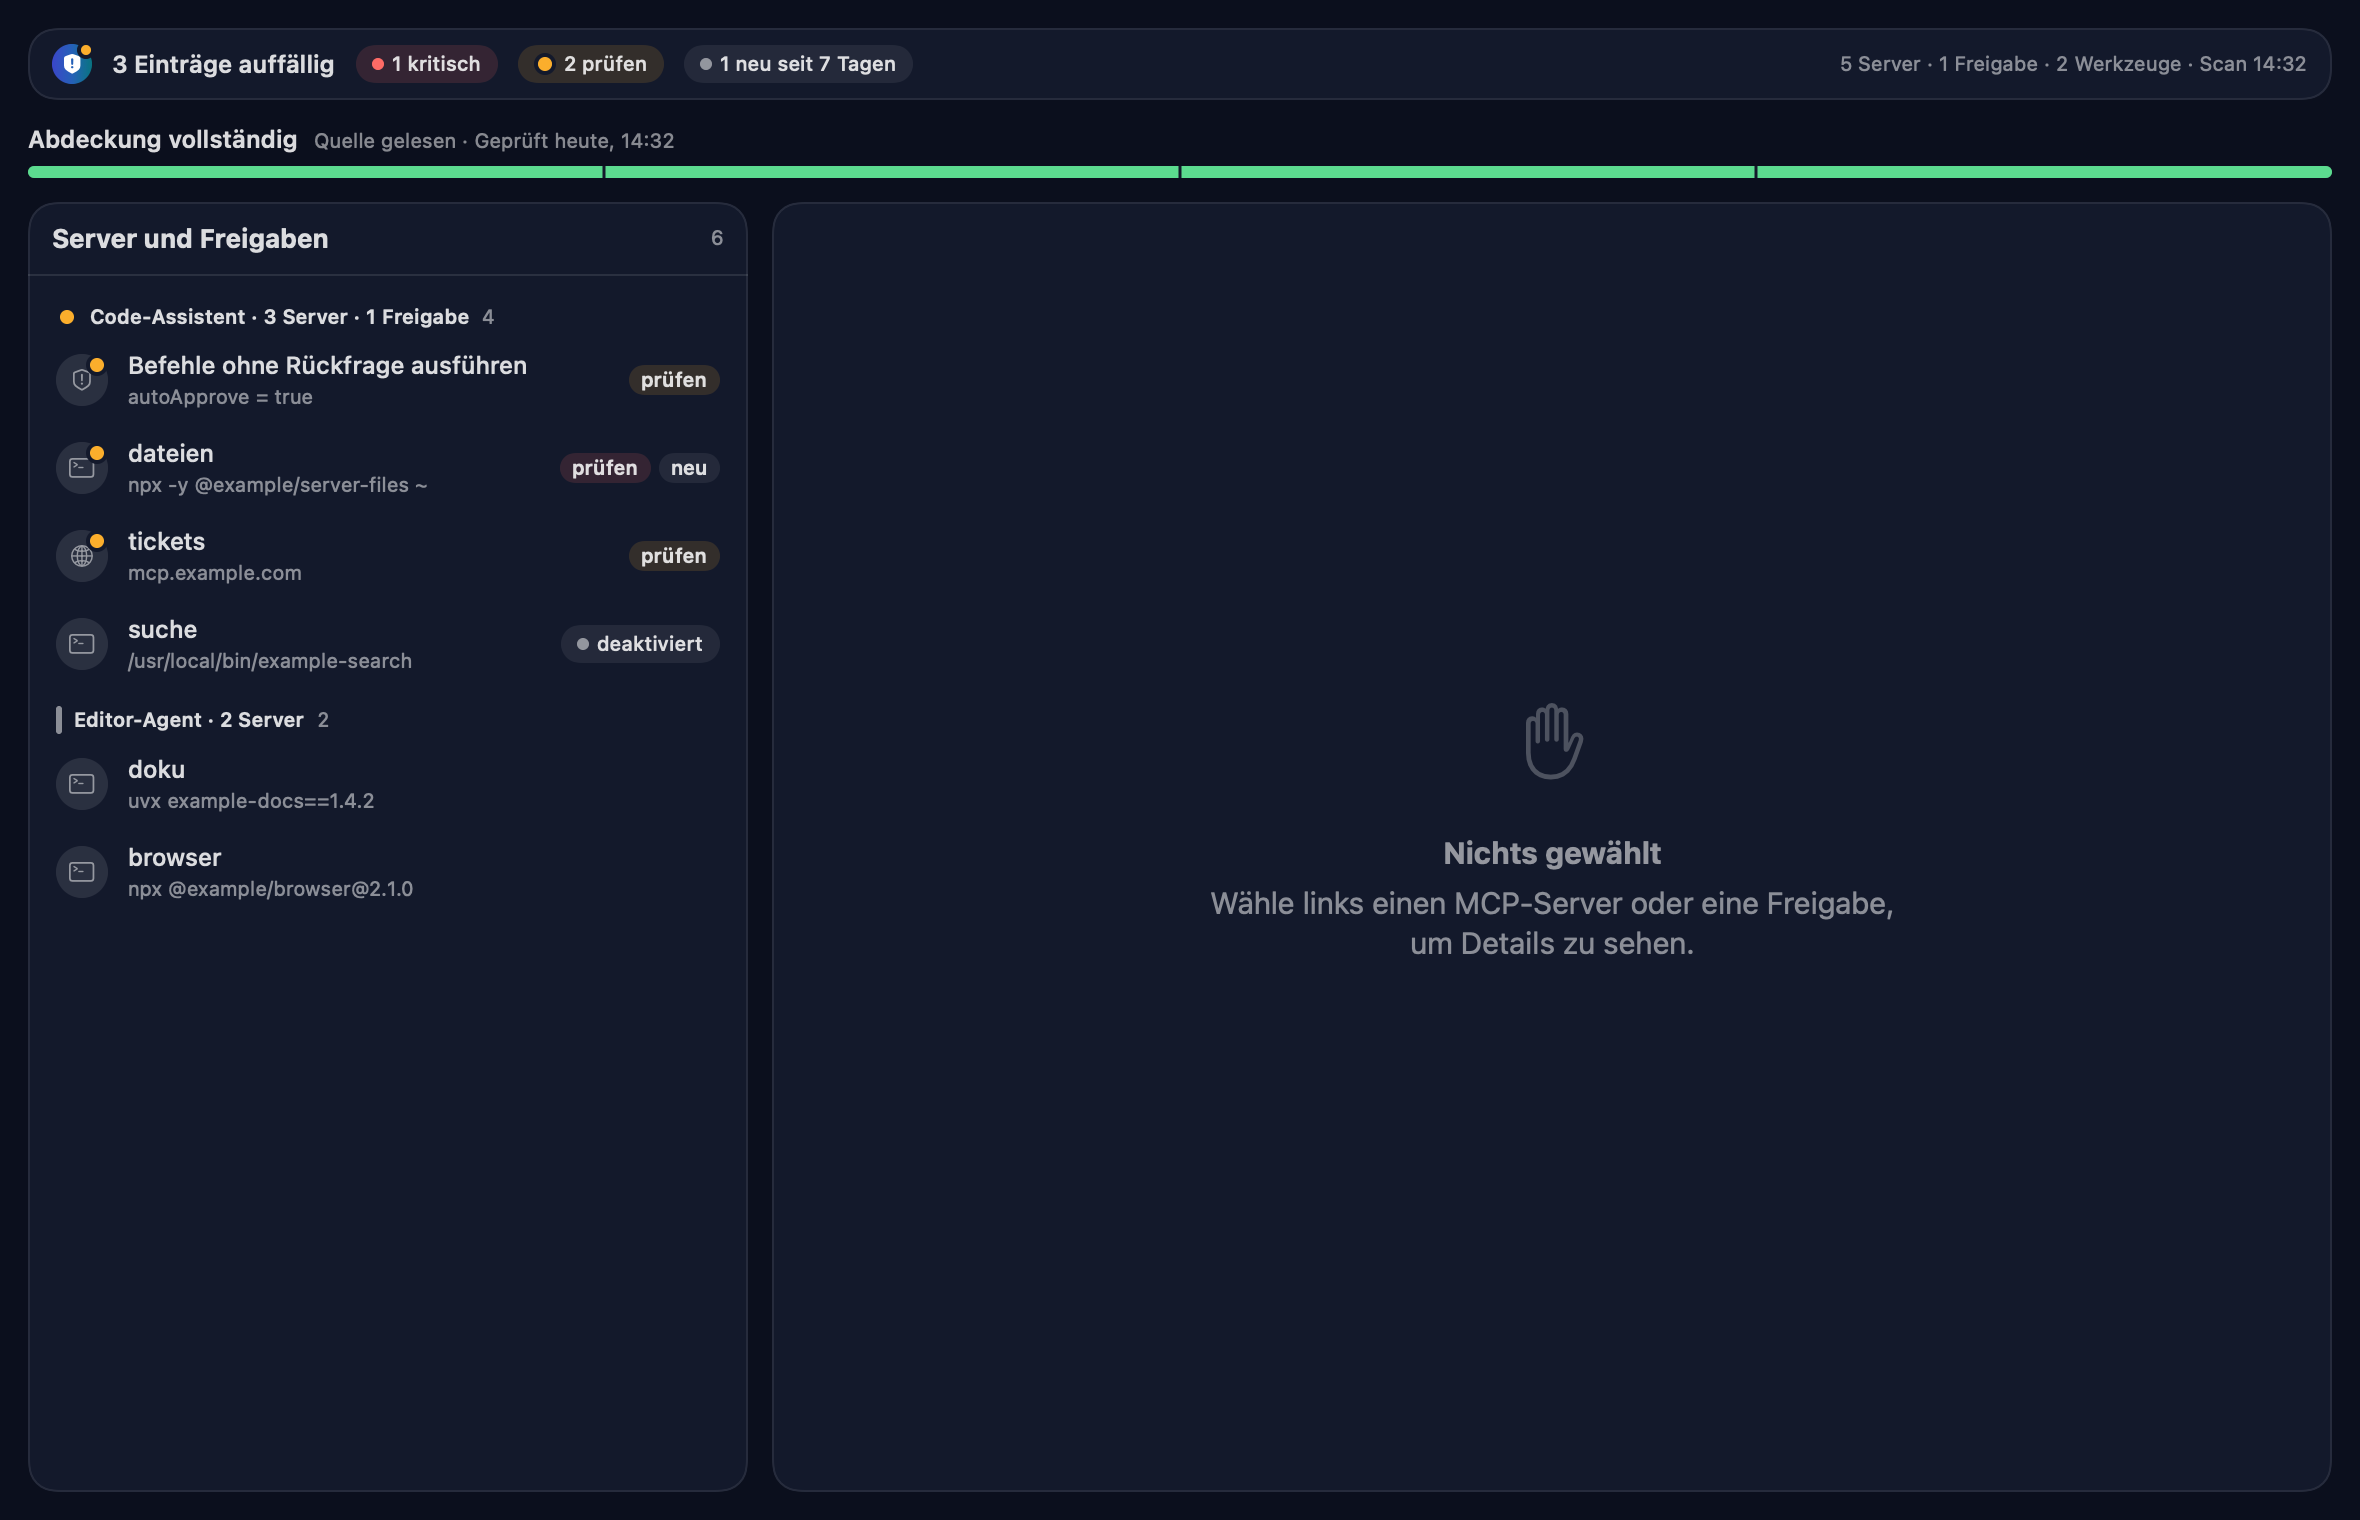 3 Einträge auffällig
1 kritisch
2 prüfen
1 neu seit 7 Tagen
5 Server · 1 Freigabe · 2 Werkzeuge · Scan 14:32
Abdeckung vollständig
Quelle gelesen · Geprüft heute, 14:32
Server und Freigaben
6
Code-Assistent · 3 Server · 1 Freigabe 4
Befehle ohne Rückfrage ausführen
autoApprove = true
prüfen
dateien
npx -y @example/server-files ~
prüfen
neu
tickets
mcp.example.com
prüfen
suche
/usr/local/bin/example-search
deaktiviert
Editor-Agent · 2 Server 2
doku
uvx example-docs==1.4.2
browser
npx @example/browser@2.1.0
Nichts gewählt
Wähle links einen MCP-Server oder eine Freigabe,
um Details zu sehen.